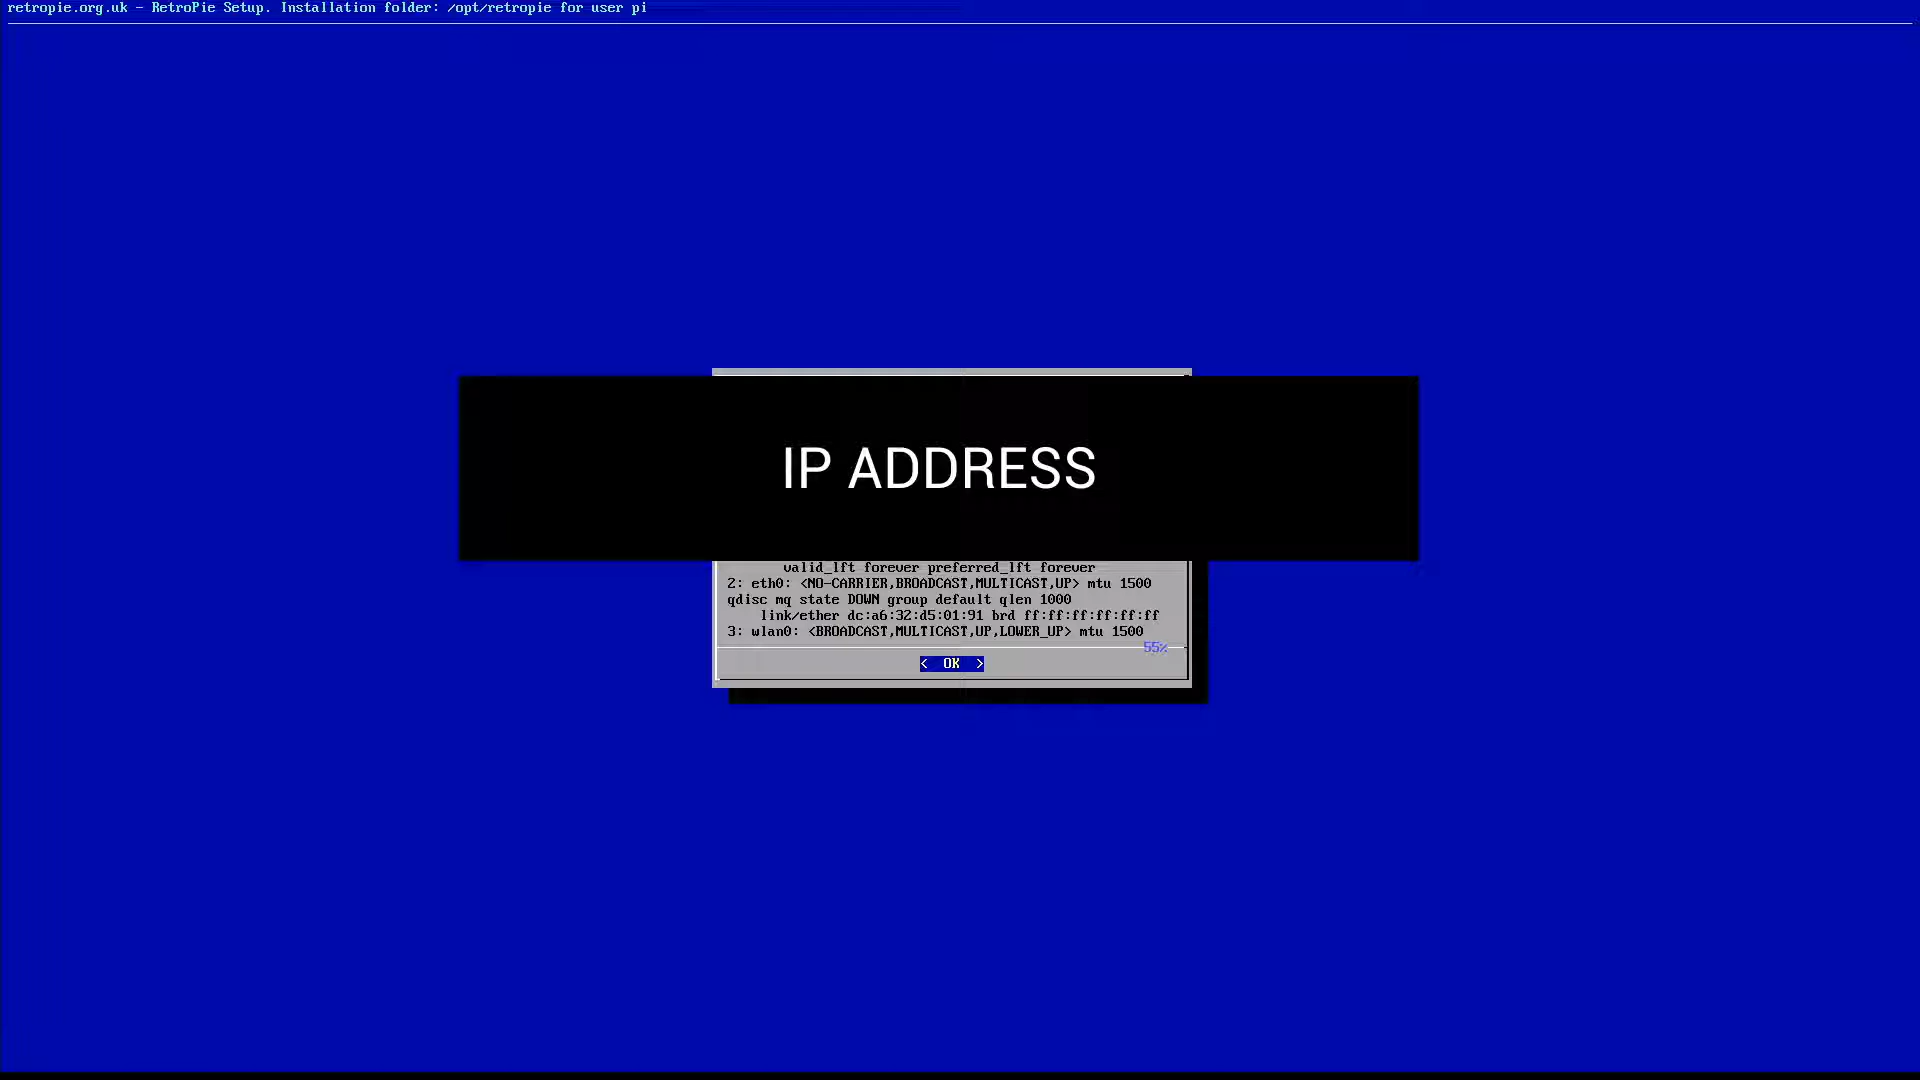 retropie.org.uk - RetroPie Setup. Installation folder: /opt/retropie for user pi
IP ADDRESS
valid_lft forever preferred_lft forever
2: eth0: <NO-CARRIER,BROADCAST,MULTICAST,UP> mtu 1500
qdisc mq state DOWN group default qlen 1000
link/ether dc:a6:32:d5:01:91 brd ff:ff:ff:ff:ff:ff
3: wlan0: <BROADCAST,MULTICAST,UP,LOWER_UP> mtu 1500
55%
< OK >